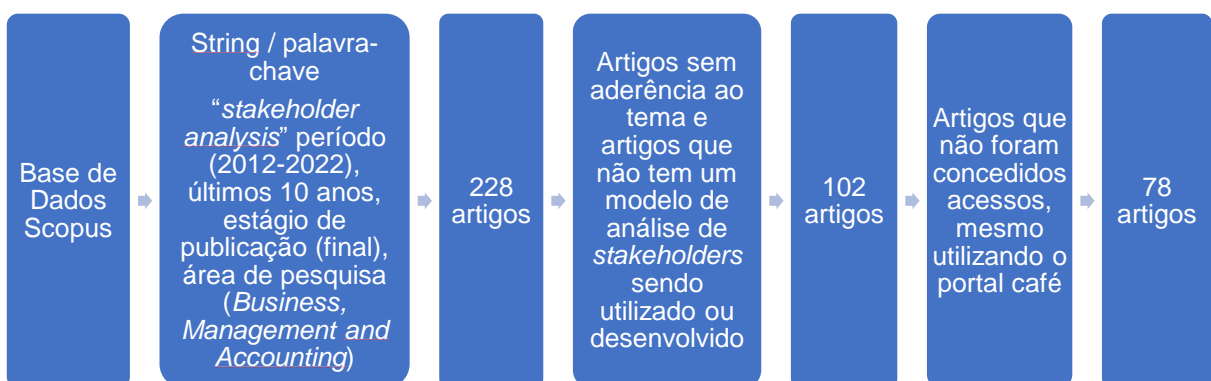 Base de
Dados
Scopus
String / palavra-
chave
“stakeholder
analysis” período
(2012-2022),
últimos 10 anos,
estágio de
publicação (final),
área de pesquisa
(Business,
Management and
Accounting)
228
artigos
Artigos sem
aderência ao
tema e
artigos que
não tem um
modelo de
análise de
stakeholders
sendo
utilizado ou
desenvolvido
102
artigos
Artigos que
não foram
concedidos
acessos,
mesmo
utilizando o
portal café
78
artigos